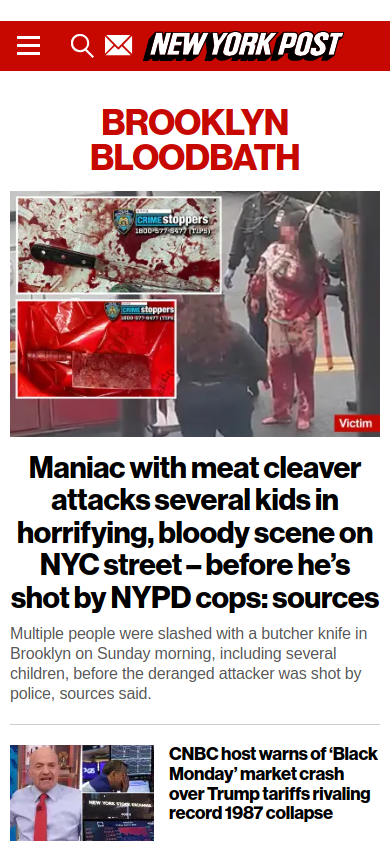 NEW YORK POST
BROOKLYN
BLOODBATH
CRIMEstoppers
1800-577-8477 (TIPS)
CRIMEstoppers
1800-577-8477 (TIPS
Victim
Maniac with meat cleaver
attacks several kids in
horrifying, bloody scene on
NYC street – before he’s
shot by NYPD cops: sources
Multiple people were slashed with a butcher knife in
Brooklyn on Sunday morning, including several
children, before the deranged attacker was shot by
police, sources said.
CNBC host warns of ‘Black
Monday’ market crash
over Trump tariffs rivaling
record 1987 collapse
NEW YORK STOCK EXCHANGE